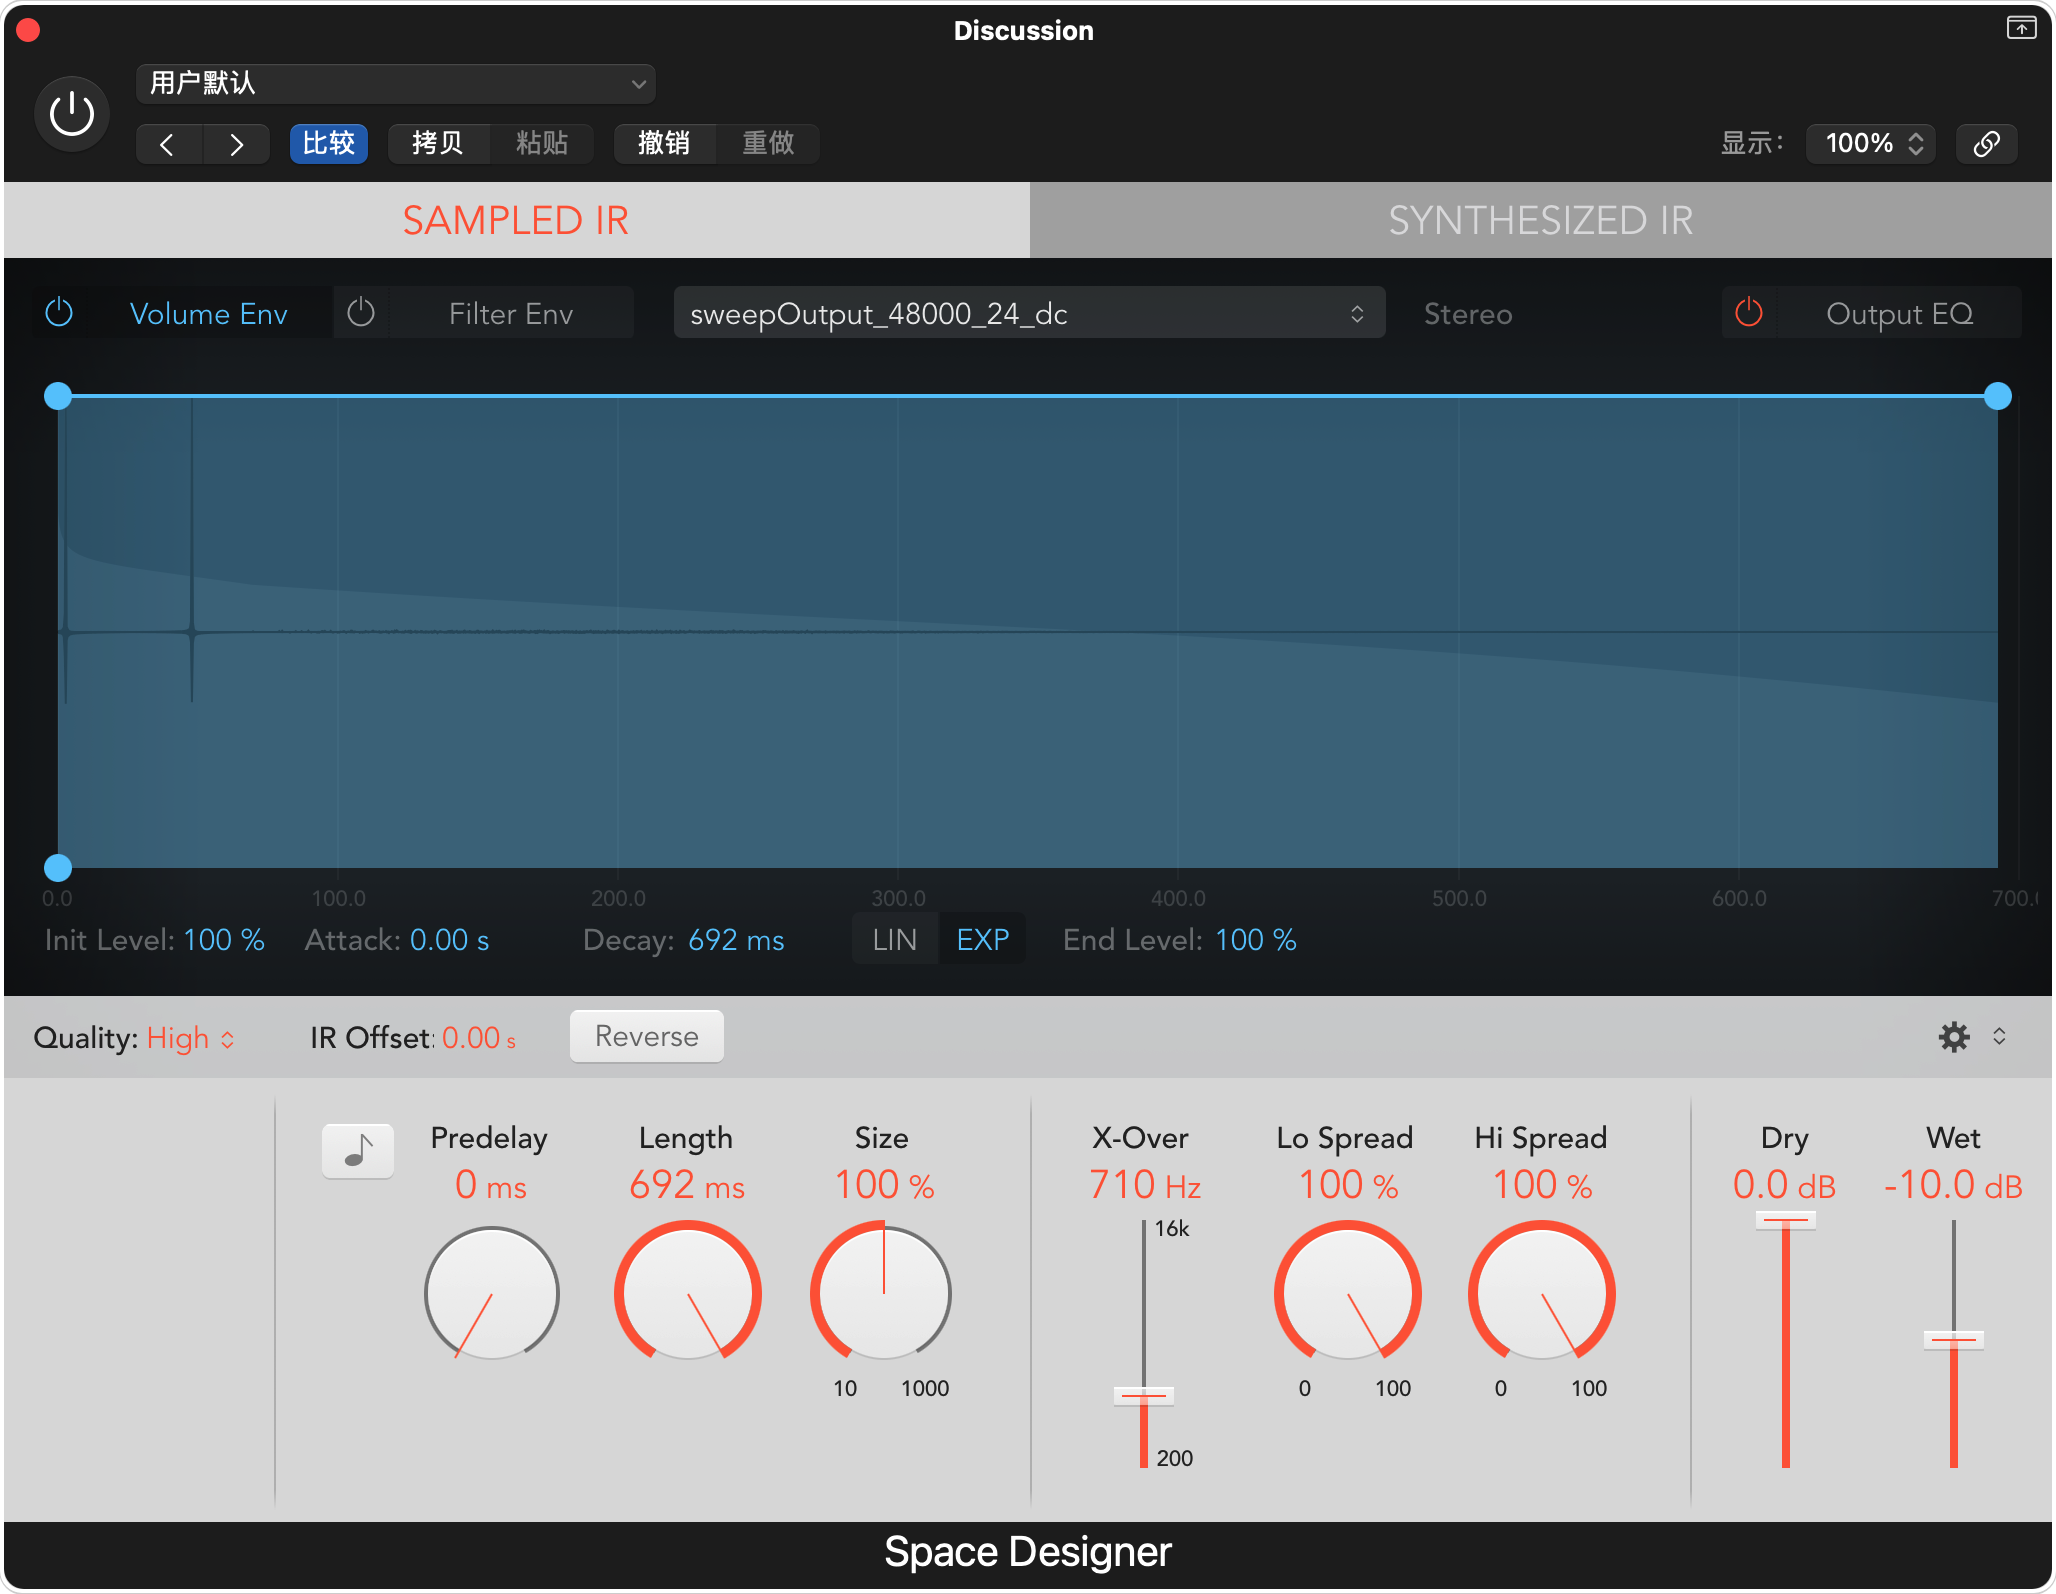 Discussion
用户默认
比较 拷贝 粘贴 撤销 重做 显示： 100%
SAMPLED IR SYNTHESIZED IR
Volume Env Filter Env sweepOutput_48000_24_dc Stereo Output EQ
0.0 100.0 200.0 300.0 400.0 500.0 600.0 700.
Init Level: 100 % Attack: 0.00 s Decay: 692 ms LIN EXP End Level: 100 %
Quality: High IR Offset: 0.00 s Reverse
Predelay Length Size X-Over Lo Spread Hi Spread Dry Wet
0 ms 692 ms 100 % 710 Hz 100 % 100 % 0.0 dB -10.0 dB
16k
10 1000 0 100 0 100
200
Space Designer